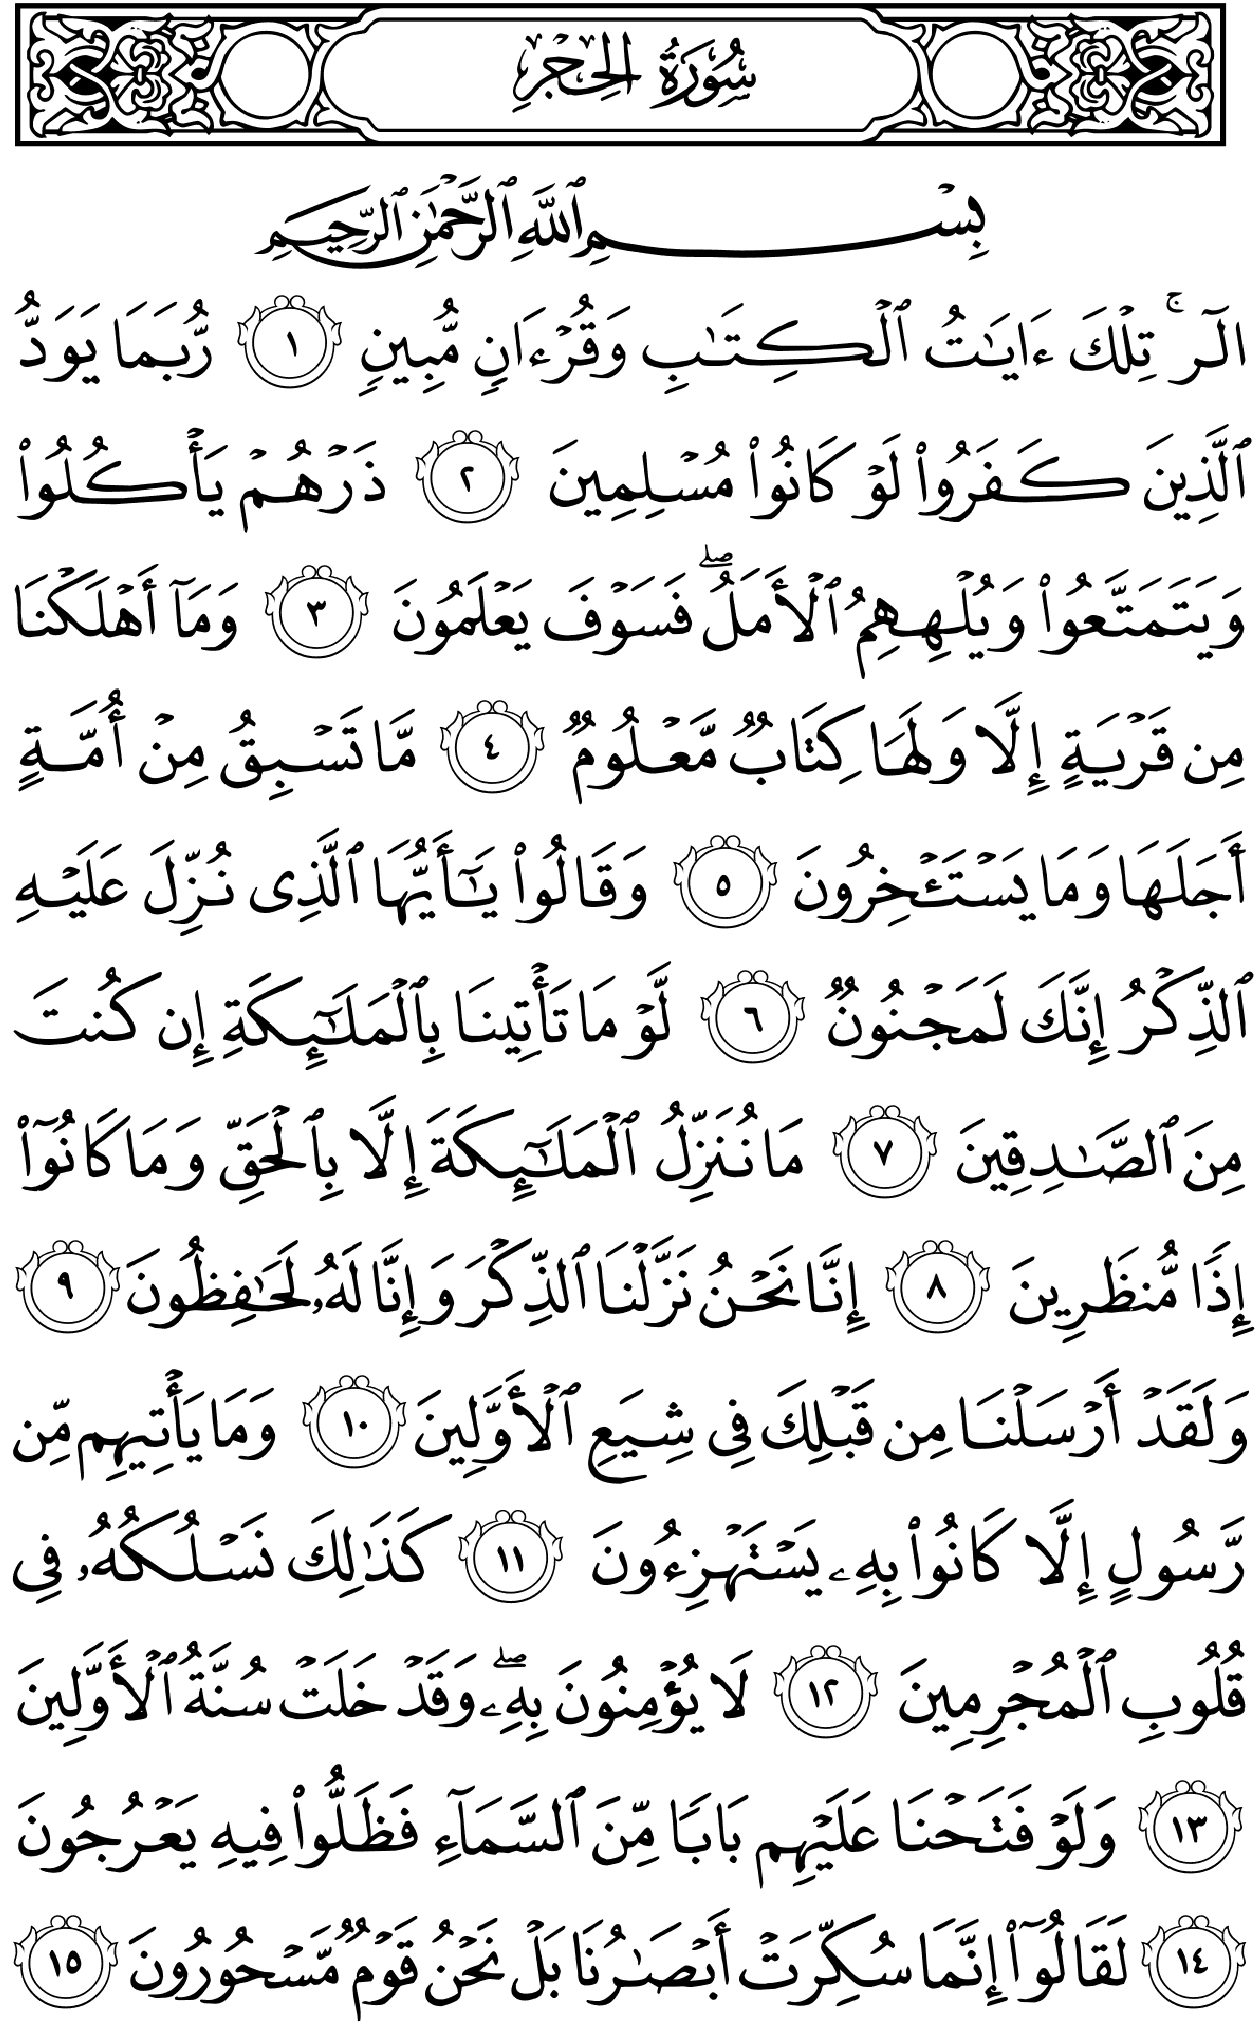 سُورَةُ الحِجرِ
بِسۡمِ ٱللَّهِ ٱلرَّحۡمَٰنِ ٱلرَّحِيمِ
الٓرۚ تِلۡكَ ءَايَٰتُ ٱلۡكِتَٰبِ وَقُرۡءَانٖ مُّبِينٖ ١ رُّبَمَا يَوَدُّ
ٱلَّذِينَ كَفَرُواْ لَوۡ كَانُواْ مُسۡلِمِينَ ٢ ذَرۡهُمۡ يَأۡكُلُواْ
وَيَتَمَتَّعُواْ وَيُلۡهِهِمُ ٱلۡأَمَلُۖ فَسَوۡفَ يَعۡلَمُونَ ٣ وَمَآ أَهۡلَكۡنَا
مِن قَرۡيَةٍ إِلَّا وَلَهَا كِتَابٞ مَّعۡلُومٞ ٤ مَّا تَسۡبِقُ مِنۡ أُمَّةٍ
أَجَلَهَا وَمَا يَسۡتَـٔۡخِرُونَ ٥ وَقَالُواْ يَٰٓأَيُّهَا ٱلَّذِي نُزِّلَ عَلَيۡهِ
ٱلذِّكۡرُ إِنَّكَ لَمَجۡنُونٞ ٦ لَّوۡ مَا تَأۡتِينَا بِٱلۡمَلَٰٓئِكَةِ إِن كُنتَ
مِنَ ٱلصَّٰدِقِينَ ٧ مَا نُنَزِّلُ ٱلۡمَلَٰٓئِكَةَ إِلَّا بِٱلۡحَقِّ وَمَا كَانُوٓاْ
إِذٗا مُّنظَرِينَ ٨ إِنَّا نَحۡنُ نَزَّلۡنَا ٱلذِّكۡرَ وَإِنَّا لَهُۥ لَحَٰفِظُونَ ٩
وَلَقَدۡ أَرۡسَلۡنَا مِن قَبۡلِكَ فِي شِيَعِ ٱلۡأَوَّلِينَ ١٠ وَمَا يَأۡتِيهِم مِّن
رَّسُولٍ إِلَّا كَانُواْ بِهِۦ يَسۡتَهۡزِءُونَ ١١ كَذَٰلِكَ نَسۡلُكُهُۥ فِي
قُلُوبِ ٱلۡمُجۡرِمِينَ ١٢ لَا يُؤۡمِنُونَ بِهِۦۖ وَقَدۡ خَلَتۡ سُنَّةُ ٱلۡأَوَّلِينَ
١٣ وَلَوۡ فَتَحۡنَا عَلَيۡهِم بَابٗا مِّنَ ٱلسَّمَآءِ فَظَلُّواْ فِيهِ يَعۡرُجُونَ
١٤ لَقَالُوٓاْ إِنَّمَا سُكِّرَتۡ أَبۡصَٰرُنَا بَلۡ نَحۡنُ قَوۡمٞ مَّسۡحُورُونَ ١٥